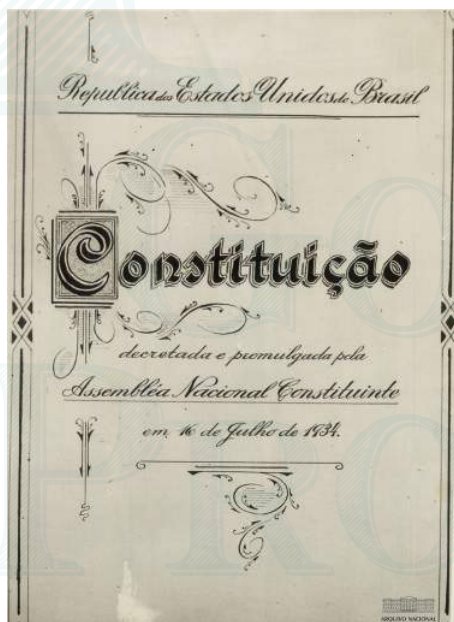 Republica dos Estados Unidos do Brasil
Constituição
decretada e promulgada pela
Assembléa Nacional Constituinte
em 16 de Julho de 1934.
ARQUIVO NACIONAL